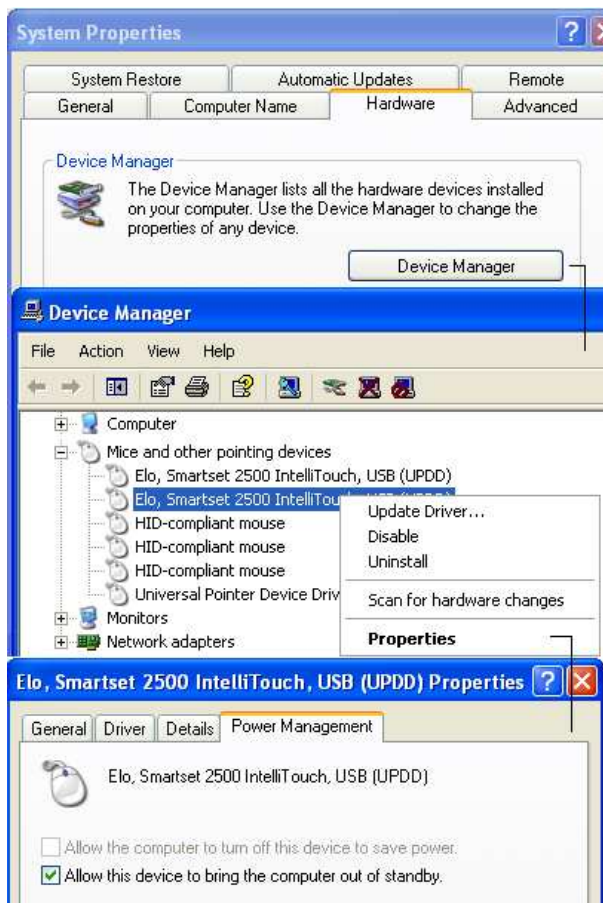 System Properties
System Restore Automatic Updates Remote
General Computer Name Hardware Advanced
Device Manager
The Device Manager lists all the hardware devices installed
on your computer. Use the Device Manager to change the
properties of any device.
Device Manager
Device Manager
File Action View Help
Computer
Mice and other pointing devices
Elo, Smartset 2500 IntelliTouch, USB (UPDD)
Elo, Smartset 2500 IntelliTouch, USB (UPDD)
Update Driver...
HID-compliant mouse
Disable
HID-compliant mouse
Uninstall
HID-compliant mouse
Universal Pointer Device Driv
Scan for hardware changes
Monitors
Properties
Network adapters
Elo, Smartset 2500 IntelliTouch, USB (UPDD) Properties
General Driver Details Power Management
Elo, Smartset 2500 IntelliTouch, USB (UPDD)
Allow the computer to turn off this device to save power.
Allow this device to bring the computer out of standby.